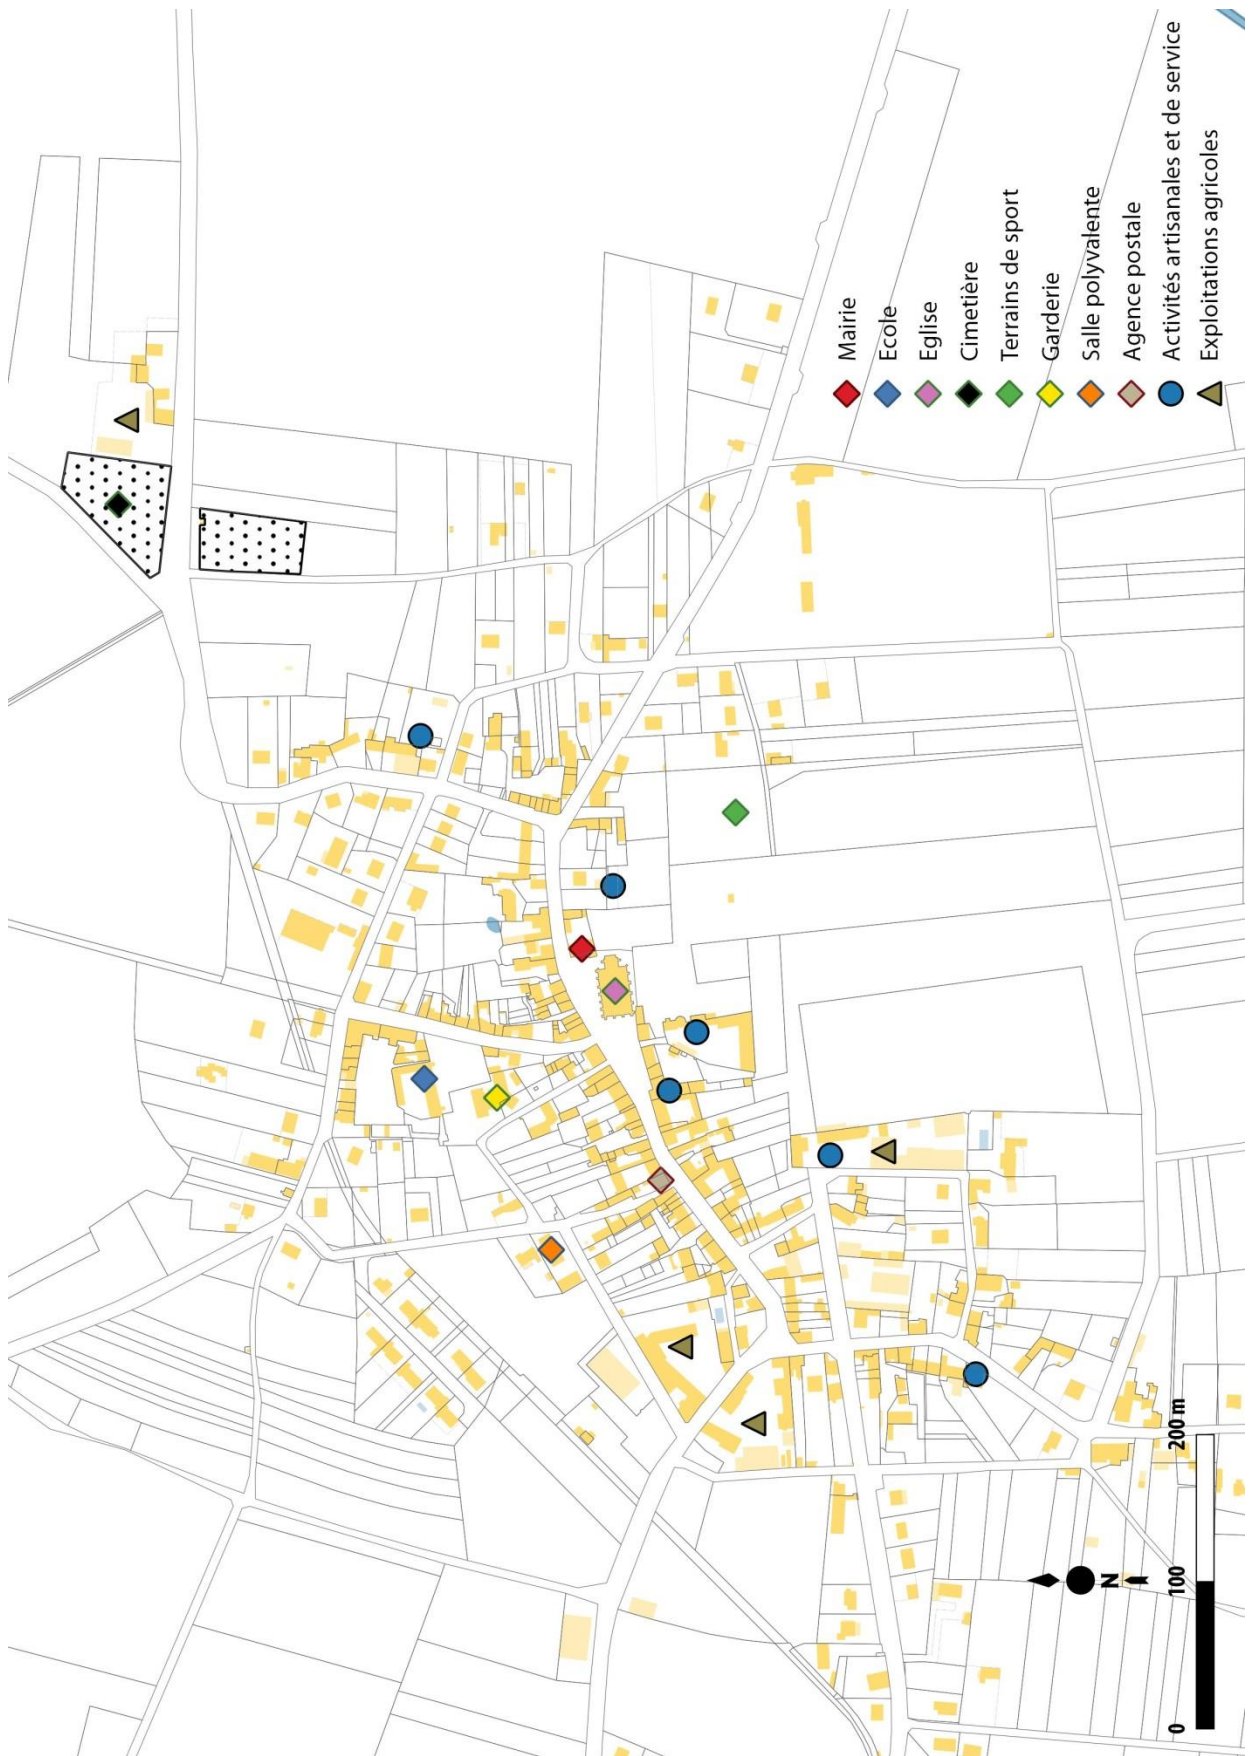 Mairie
Ecole
Eglise
Cimetière
Terrains de sport
Garderie
Salle polyvalente
Agence postale
Activités artisanales et de service
Exploitations agricoles
N
0 100 200 m